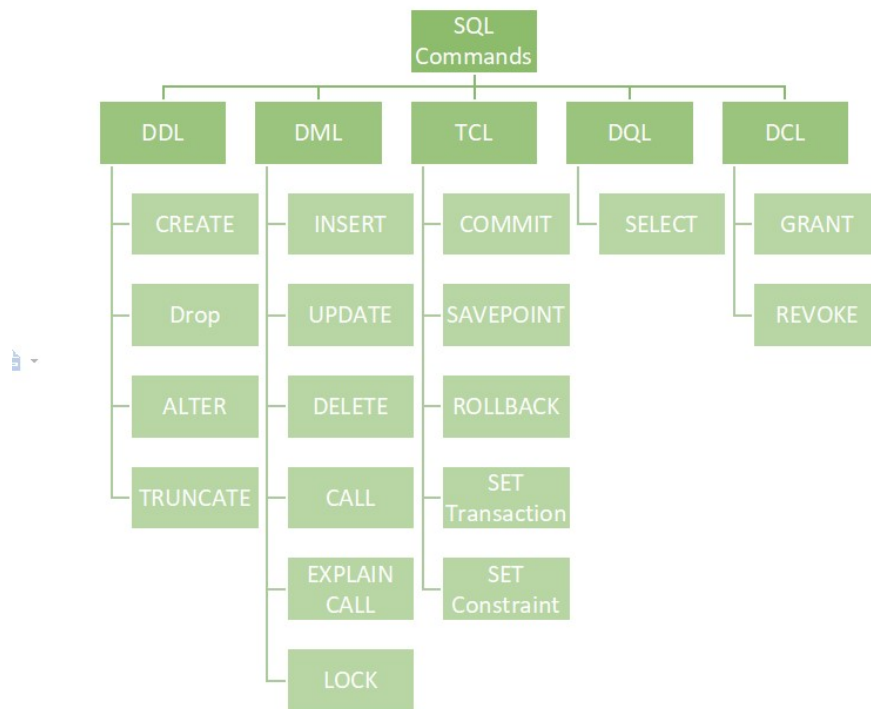 SQL
Commands
DDL
DML
TCL
DQL
DCL
CREATE
INSERT
COMMIT
SELECT
GRANT
Drop
UPDATE
SAVEPOINT
REVOKE
ALTER
DELETE
ROLLBACK
TRUNCATE
CALL
SET
Transaction
EXPLAIN
CALL
SET
Constraint
LOCK